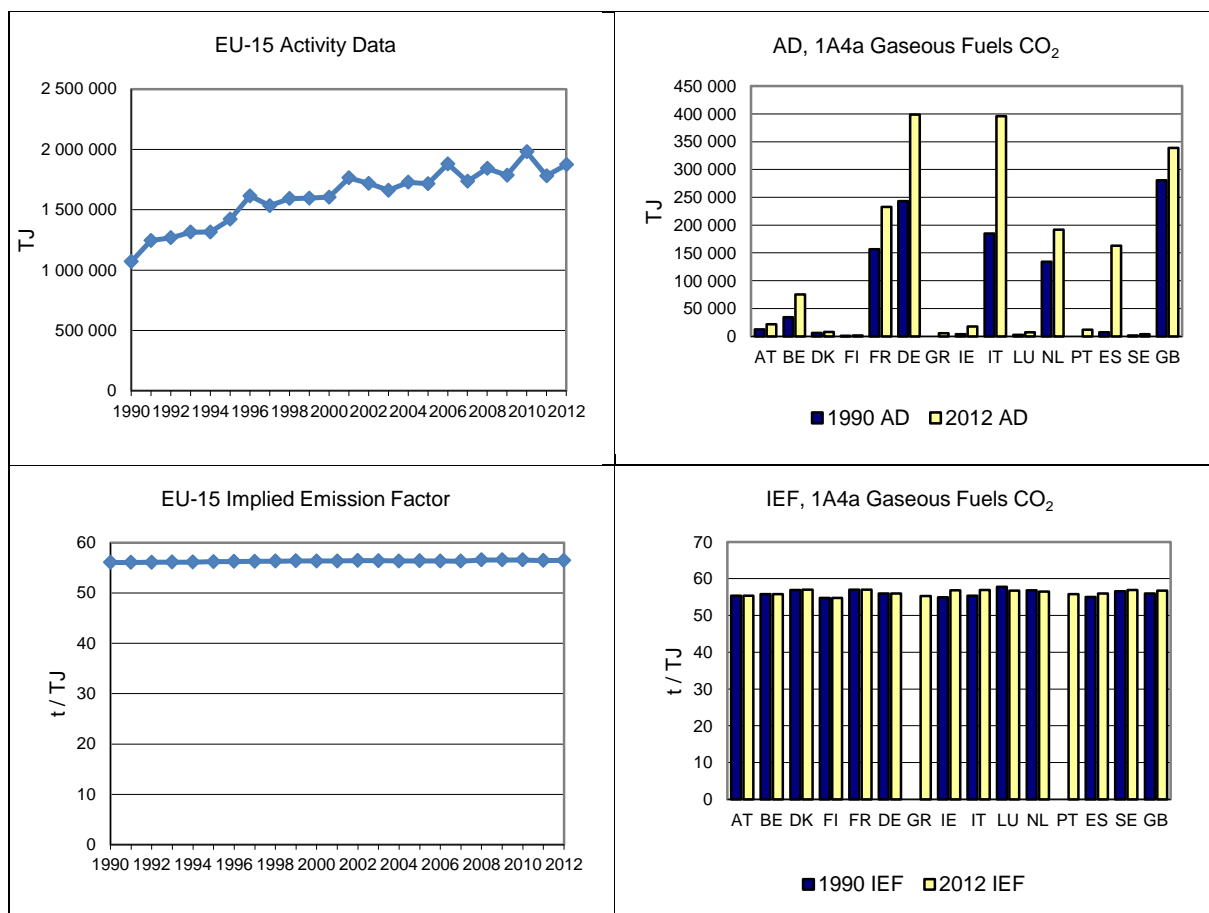 EU-15 Activity Data
TJ
2 500 000
2 000 000
1 500 000
1 000 000
500 000
0
1990 1992 1994 1996 1998 2000 2002 2004 2006 2008 2010 2012
AD, 1A4a Gaseous Fuels CO₂
TJ
450 000
400 000
350 000
300 000
250 000
200 000
150 000
100 000
50 000
0
AT BE DK FI FR DE GR IE IT LU NL PT ES SE GB
1990 AD 2012 AD
EU-15 Implied Emission Factor
t / TJ
60
50
40
30
20
10
0
1990 1992 1994 1996 1998 2000 2002 2004 2006 2008 2010 2012
IEF, 1A4a Gaseous Fuels CO₂
t / TJ
70
60
50
40
30
20
10
0
AT BE DK FI FR DE GR IE IT LU NL PT ES SE GB
1990 IEF 2012 IEF